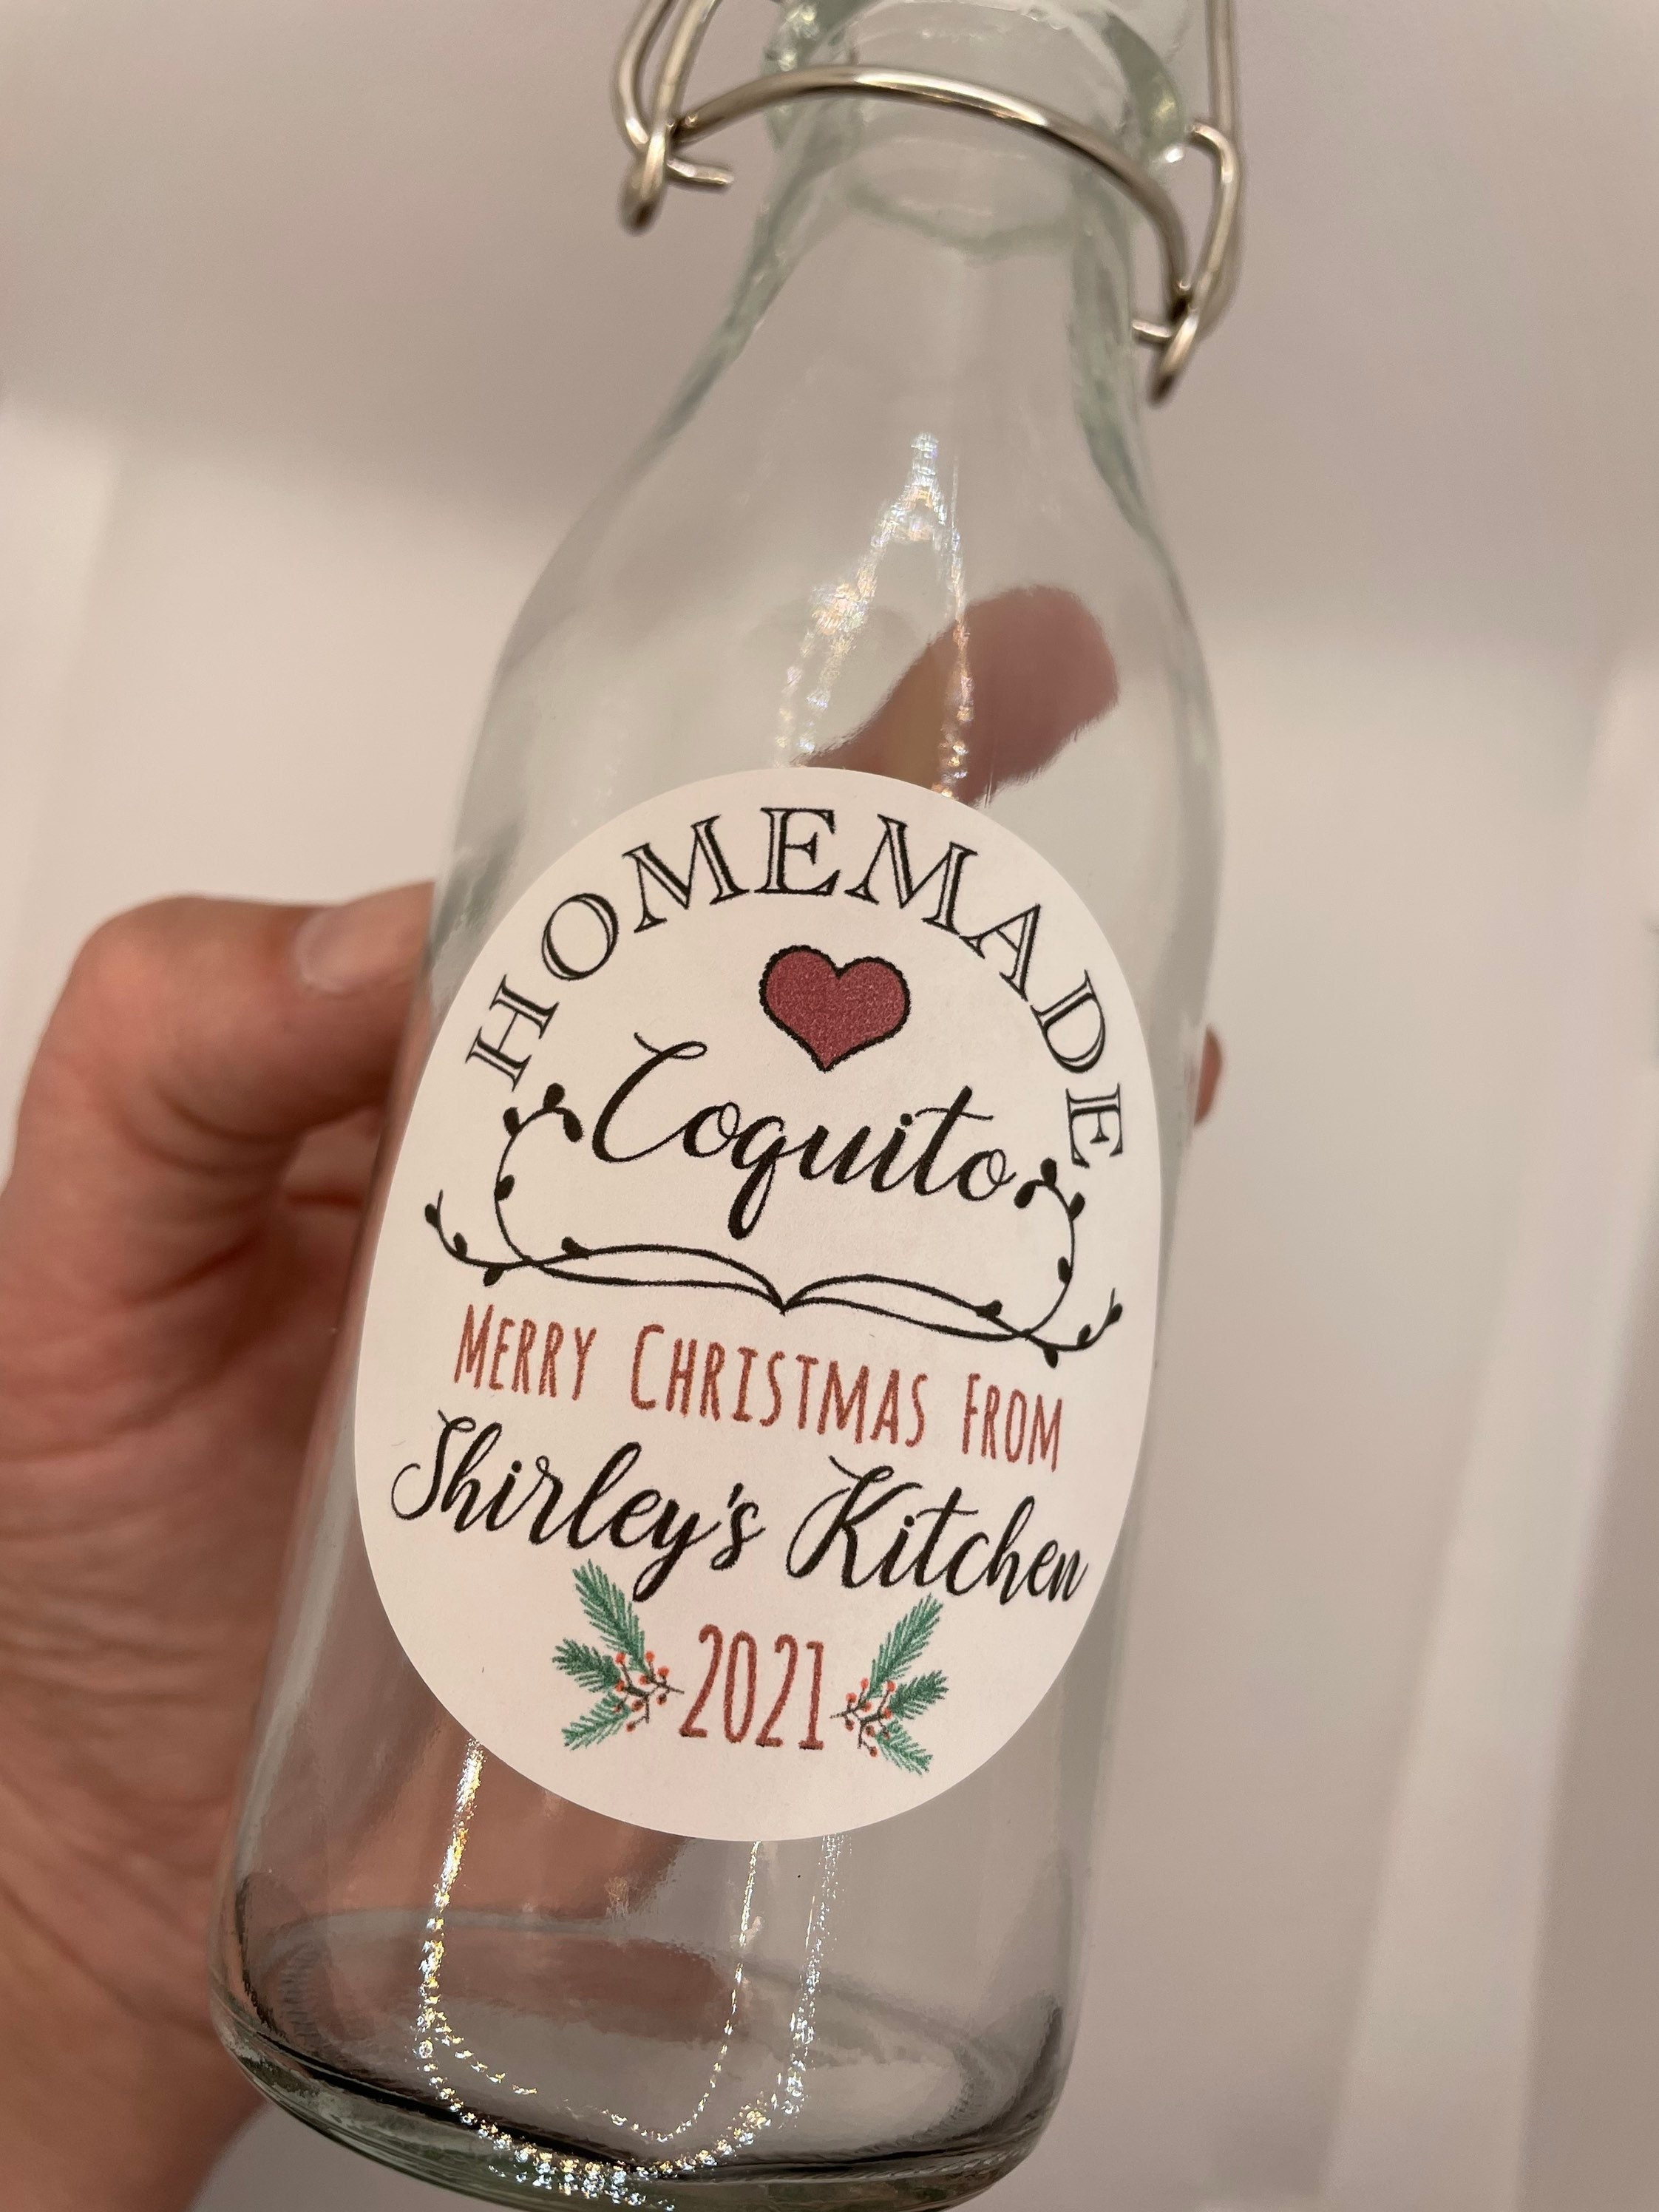 HOMEMADE
Coquito
MERRY CHRISTMAS FROM
Shirley's Kitchen
2021